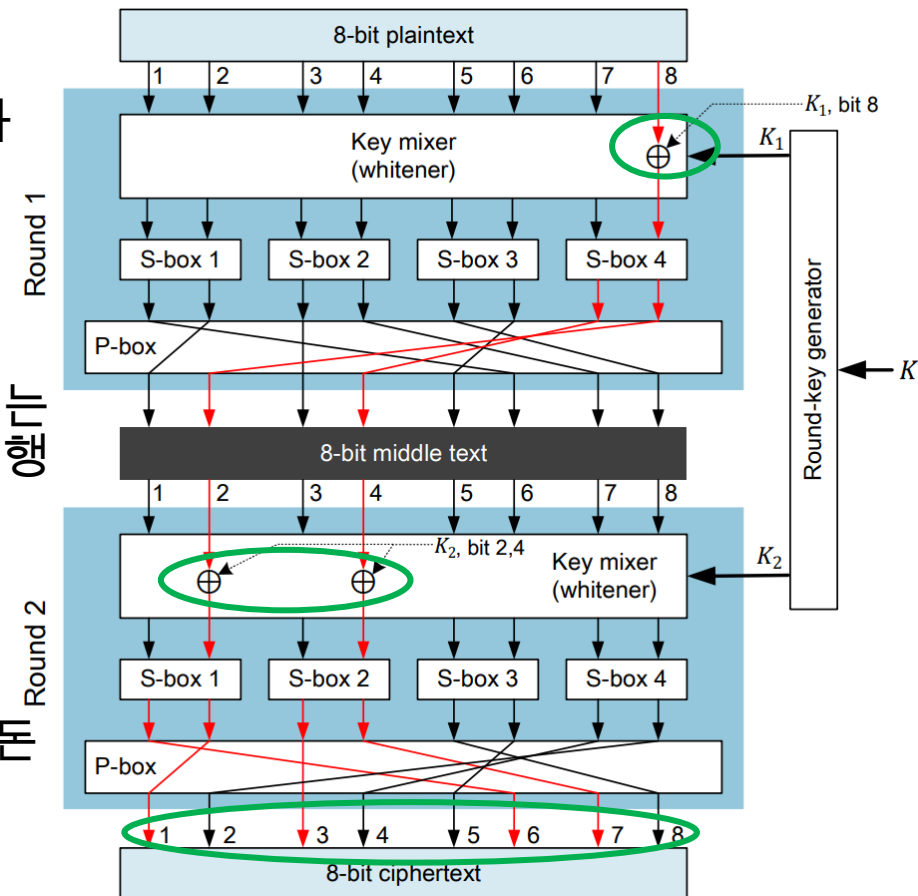 8-bit plaintext
1 2 3 4 5 6 7 8
K₁, bit 8
Key mixer
(whitener)
K₁
Round 1
S-box 1 S-box 2 S-box 3 S-box 4
P-box
Round-key generator
K
8-bit middle text
1 2 3 4 5 6 7 8
K₂, bit 2,4
Key mixer
(whitener)
K₂
Round 2
S-box 1 S-box 2 S-box 3 S-box 4
P-box
1 2 3 4 5 6 7 8
8-bit ciphertext